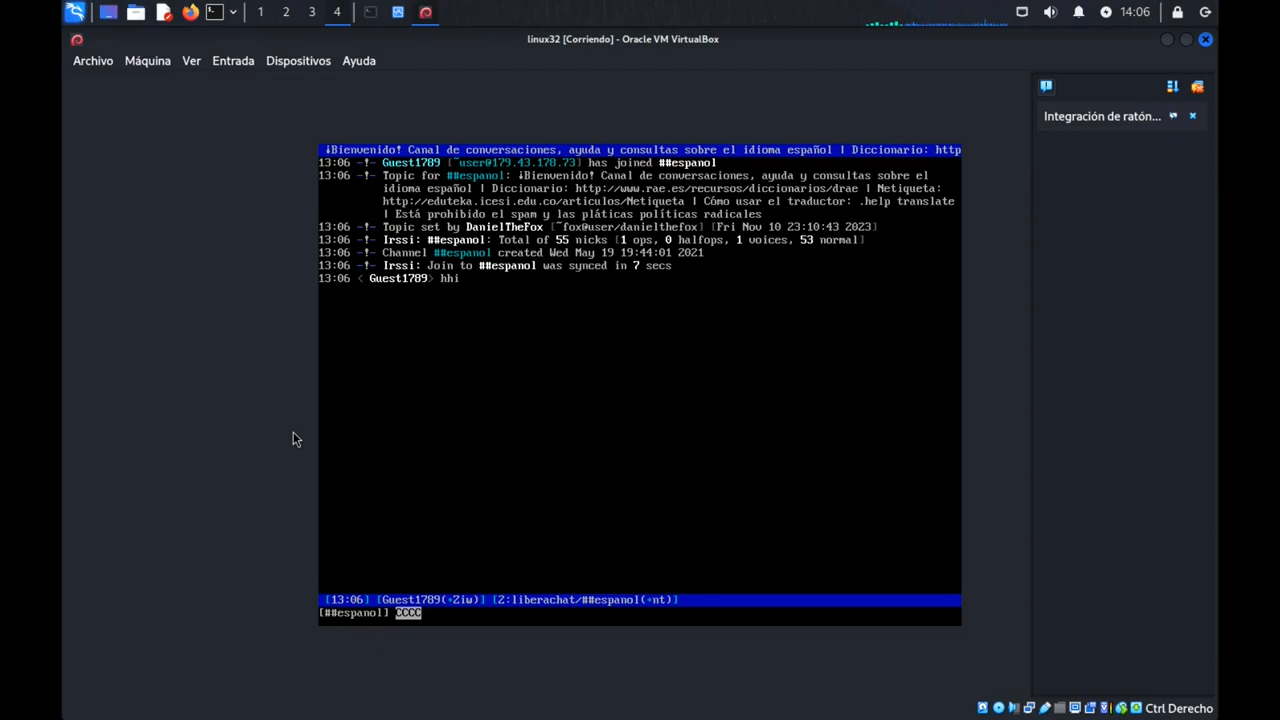 1 2 3 4 14:06
linux32 [Corriendo] - Oracle VM VirtualBox
Archivo Máquina Ver Entrada Dispositivos Ayuda
Integración de ratón...
¡Bienvenido! Canal de conversaciones, ayuda y consultas sobre el idioma español | Diccionario: http
13:06 -!- Guest1789 [~user@179.43.178.73] has joined ##espanol
13:06 -!- Topic for ##espanol: ¡Bienvenido! Canal de conversaciones, ayuda y consultas sobre el
idioma español | Diccionario: http://www.rae.es/recursos/diccionarios/drae | Netiqueta:
http://eduteka.icesi.edu.co/articulos/Netiqueta | Cómo usar el traductor: .help translate
| Está prohibido el spam y las pláticas políticas radicales
13:06 -!- Topic set by DanielTheFox [~fox@user/danielthefox] [Fri Nov 10 23:10:43 2023]
13:06 -!- Irssi: ##espanol: Total of 55 nicks [1 ops, 0 halfops, 1 voices, 53 normal]
13:06 -!- Channel ##espanol created Wed May 19 19:44:01 2021
13:06 -!- Irssi: Join to ##espanol was synced in 7 secs
13:06 < Guest1789> hhi
[13:06] [Guest1789(+Ziw)] [2:liberachat/##espanol(+nt)]
[##espanol] CCCC
Ctrl Derecho